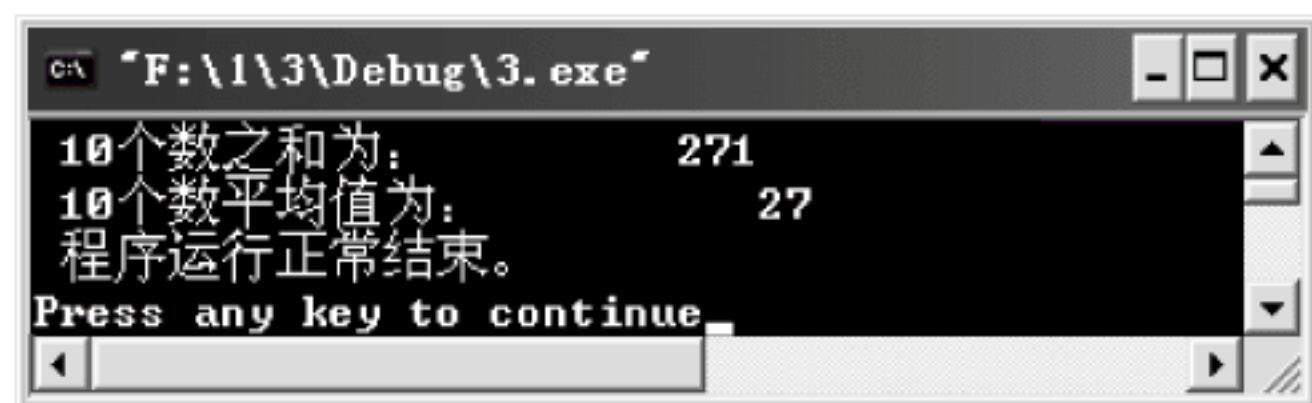 "F:\1\3\Debug\3.exe"
10个数之和为: 271
10个数平均值为: 27
程序运行正常结束。
Press any key to continue_